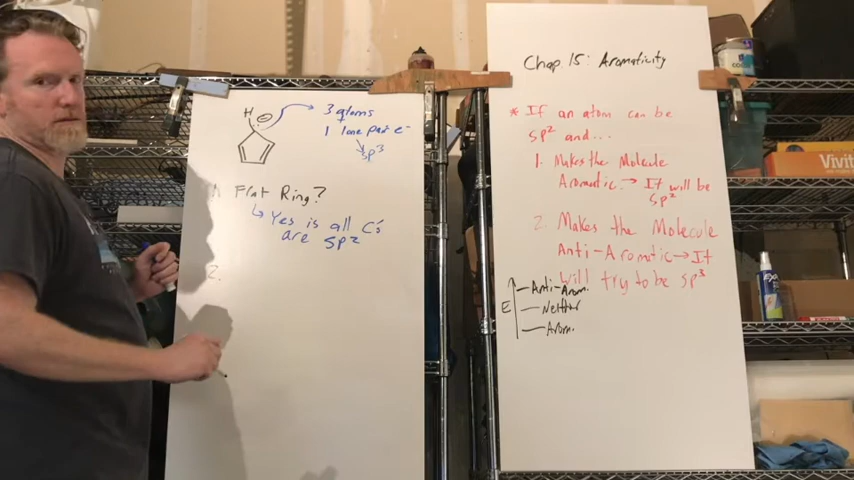 H
⊖
3 atoms
1 lone pair e-
sp3
1. Flat Ring?
Yes is all C's
are sp2
2.
Chap. 15: Aromaticity
* If an atom can be
sp2 and...
1. Makes the Molecule
Aromatic. → It will be
sp2
2. Makes the Molecule
Anti-Aromatic → It
will try to be sp3
E
Anti-Arom.
Neither
Arom.
Vivit